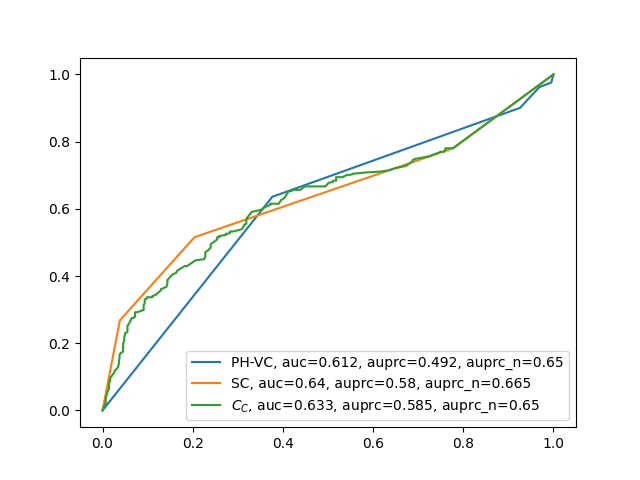 1.0
0.8
0.6
0.4
0.2
0.0
PH-VC, auc=0.612, auprc=0.492, auprc_n=0.65
SC, auc=0.64, auprc=0.58, auprc_n=0.665
C_C, auc=0.633, auprc=0.585, auprc_n=0.65
0.0 0.2 0.4 0.6 0.8 1.0